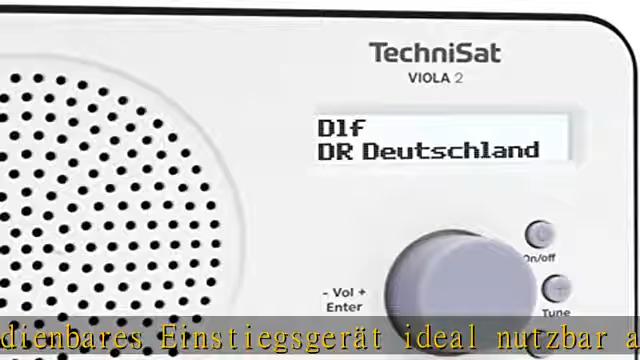 TechniSat
VIOLA 2
Dlf
DR Deutschland
On/off
- Vol +
Enter
Tune
dienbares Einstiegsgerät ideal nutzbar a